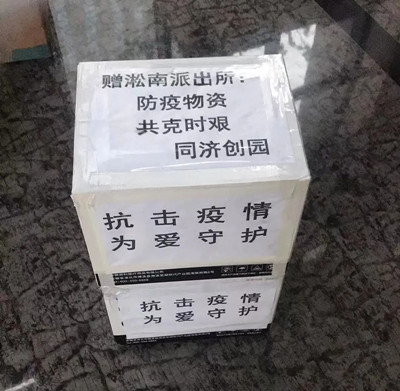 赠淞南派出所：
防疫物资
共克时艰
同济创园
抗击疫情
为爱守护
抗击疫情
为爱守护